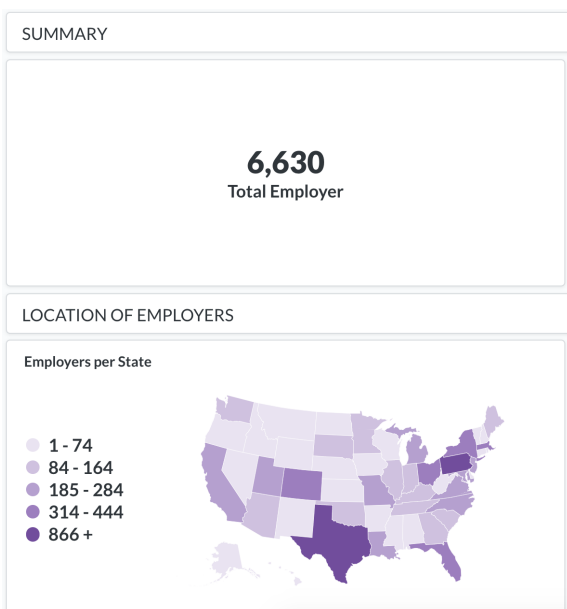 SUMMARY
6,630
Total Employer
LOCATION OF EMPLOYERS
Employers per State
1 - 74
84 - 164
185 - 284
314 - 444
866 +